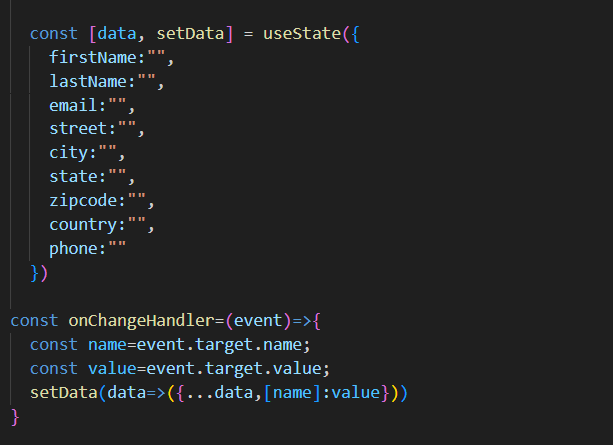 const [data, setData] = useState({
firstName:"",
lastName:"",
email:"",
street:"",
city:"",
state:"",
zipcode:"",
country:"",
phone:""
})
const onChangeHandler=(event)=>{
const name=event.target.name;
const value=event.target.value;
setData(data=>({...data,[name]:value}))
}